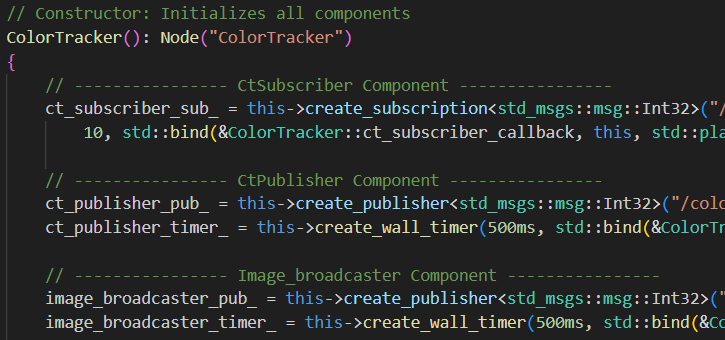 // Constructor: Initializes all components
ColorTracker(): Node("ColorTracker")
{
// ---------------- CtSubscriber Component ----------------
ct_subscriber_sub_ = this->create_subscription<std_msgs::msg::Int32>("/
10, std::bind(&ColorTracker::ct_subscriber_callback, this, std::pla
// ---------------- CtPublisher Component ----------------
ct_publisher_pub_ = this->create_publisher<std_msgs::msg::Int32>("/colo
ct_publisher_timer_ = this->create_wall_timer(500ms, std::bind(&ColorTr
// ---------------- Image_broadcaster Component ----------------
image_broadcaster_pub_ = this->create_publisher<std_msgs::msg::Int32>("
image_broadcaster_timer_ = this->create_wall_timer(500ms, std::bind(&Co